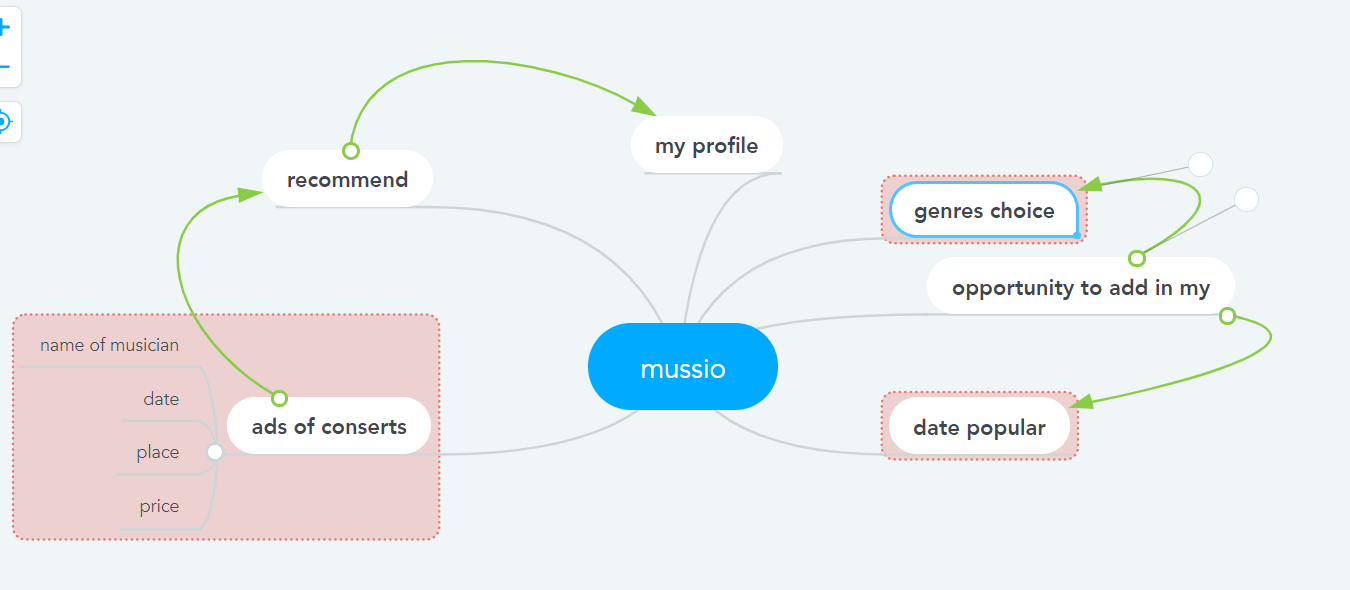 my profile
recommend
genres choice
opportunity to add in my
name of musician
mussio
date
ads of conserts
date popular
place
price